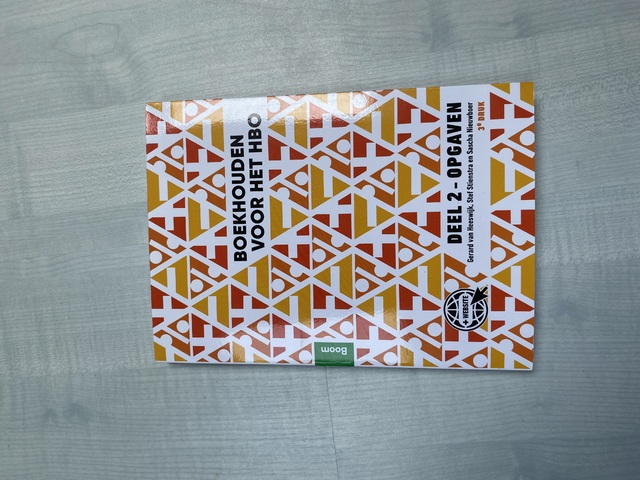 BOEKHOUDEN
VOOR HET HBO
DEEL 2 - OPGAVEN
Gerard van Heeswijk, Stef Stienstra en Sascha Nieuwboer
3e DRUK
+ WEBSITE +
Boom